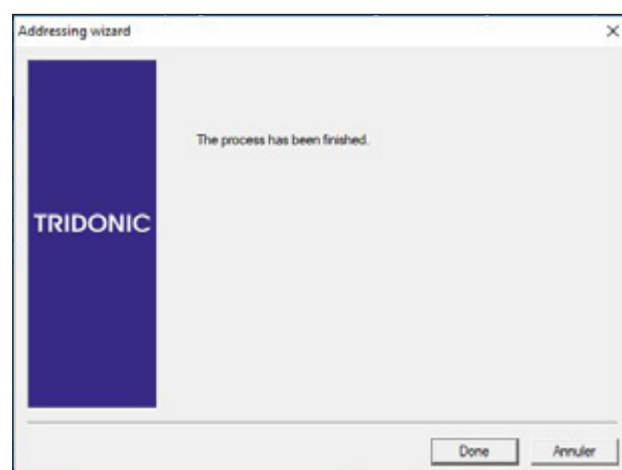 Addressing wizard
The process has been finished.
TRIDONIC
Done
Annuler